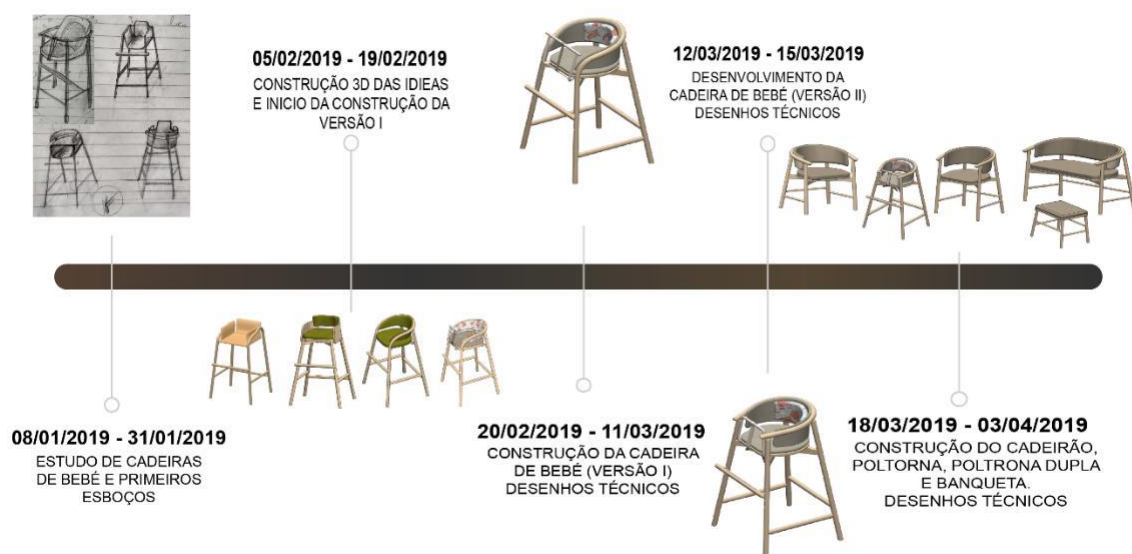 05/02/2019 - 19/02/2019
CONSTRUÇÃO 3D DAS IDIEAS
E INICIO DA CONSTRUÇÃO DA
VERSÃO I
12/03/2019 - 15/03/2019
DESENVOLVIMENTO DA
CADEIRA DE BEBÉ (VERSÃO II)
DESENHOS TÉCNICOS
08/01/2019 - 31/01/2019
ESTUDO DE CADEIRAS
DE BEBÉ E PRIMEIROS
ESBOÇOS
20/02/2019 - 11/03/2019
CONSTRUÇÃO DA CADEIRA
DE BEBÉ (VERSÃO I)
DESENHOS TÉCNICOS
18/03/2019 - 03/04/2019
CONSTRUÇÃO DO CADEIRÃO,
POLTORNA, POLTRONA DUPLA
E BANQUETA.
DESENHOS TÉCNICOS